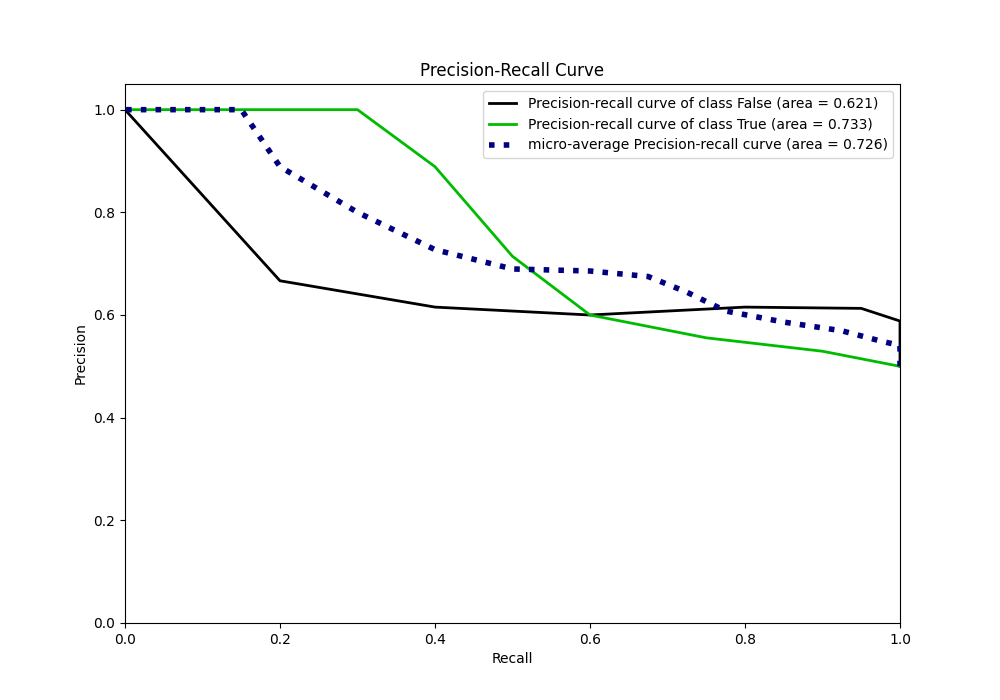 Precision-Recall Curve
Precision-recall curve of class False (area = 0.621)
Precision-recall curve of class True (area = 0.733)
micro-average Precision-recall curve (area = 0.726)
Precision
1.0
0.8
0.6
0.4
0.2
0.0
0.0 0.2 0.4 0.6 0.8 1.0
Recall